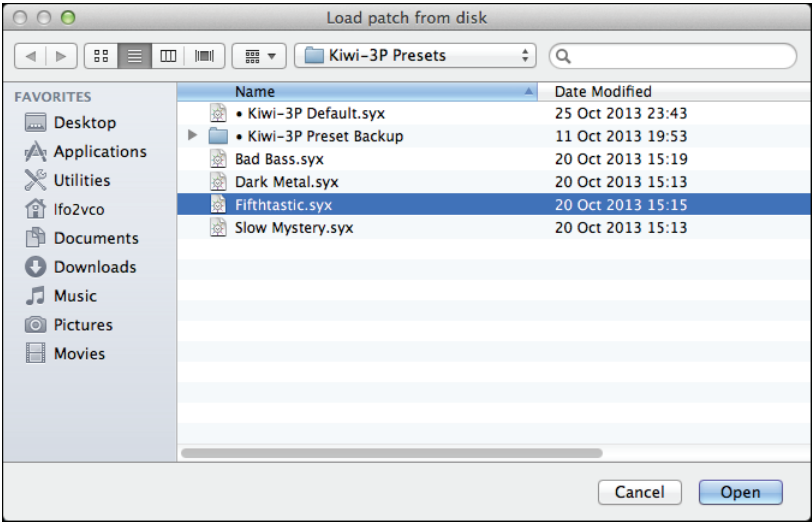 Load patch from disk
Kiwi-3P Presets
FAVORITES
Desktop
Applications
Utilities
lfo2vco
Documents
Downloads
Music
Pictures
Movies
Name Date Modified
• Kiwi-3P Default.syx 25 Oct 2013 23:43
• Kiwi-3P Preset Backup 11 Oct 2013 19:53
Bad Bass.syx 20 Oct 2013 15:19
Dark Metal.syx 20 Oct 2013 15:13
Fifthtastic.syx 20 Oct 2013 15:15
Slow Mystery.syx 20 Oct 2013 15:13
Cancel Open